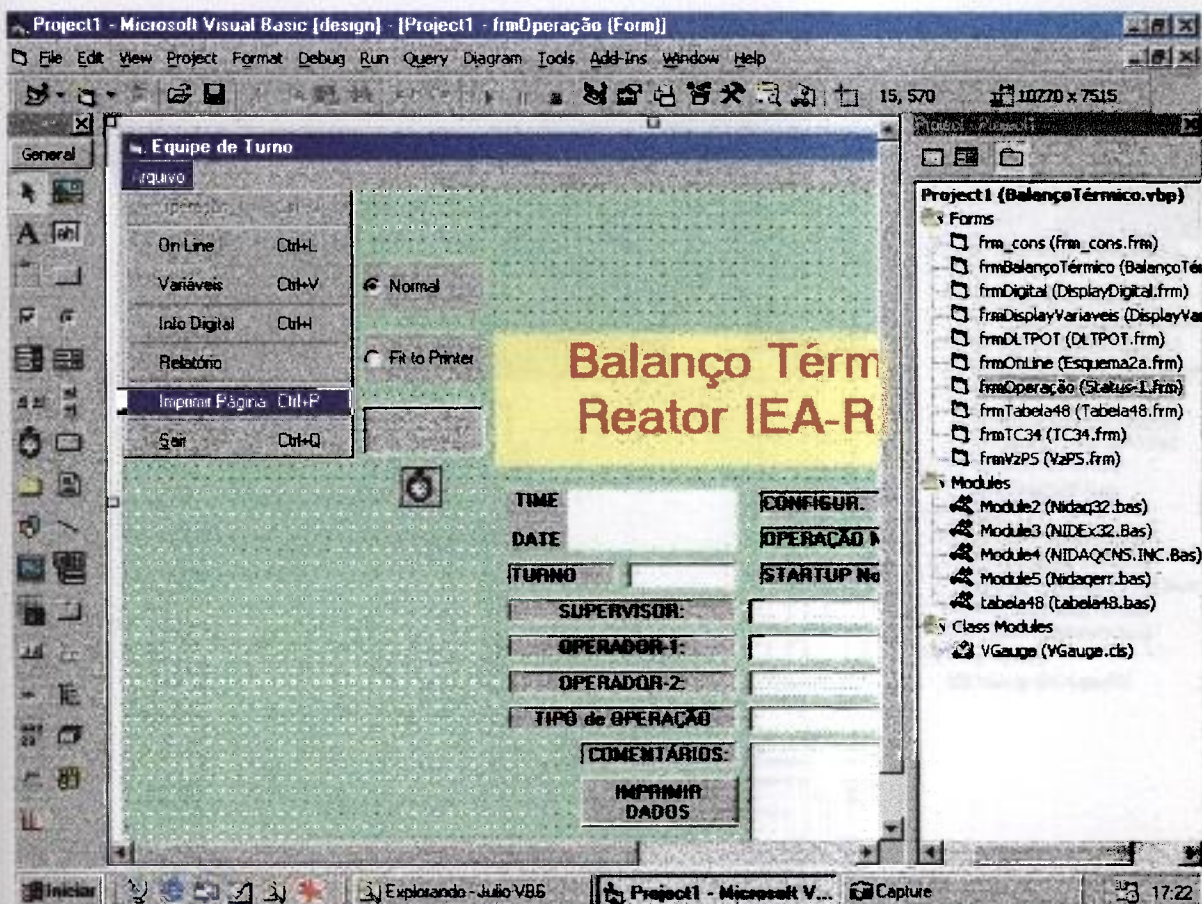 Project1 - Microsoft Visual Basic [design] - [Project1 - frmOperação (Form)]
File Edit View Project Format Debug Run Query Diagram Tools Add-Ins Window Help
15, 570
10770 x 7515
General
Equipe de Turno
Arquivo
On Line Ctrl+L
Variáveis Ctrl+V
Info Digital Ctrl+I
Relatório
Imprimir Página Ctrl+P
Sair Ctrl+Q
Normal
Fit to Printer
Balanço Térm
Reator IEA-R
TIME
DATE
TURNO
SUPERVISOR:
OPERADOR-1:
OPERADOR-2:
TIPO de OPERAÇÃO
COMENTÁRIOS:
IMPRIMIR
DADOS
CONFIGUR.
OPERAÇÃO N
STARTUP No
Project1 (BalançoTérmico.vbp)
Forms
frm_cons (frm_cons.frm)
frmBalançoTérmico (BalançoTér
frmDigital (DisplayDigital.frm)
frmDisplayVariaveis (DisplayVar
frmDLTPOT (DLTPOT.frm)
frmOnLine (Esquema2a.frm)
frmOperação (Status-1.frm)
frmTabela48 (Tabela48.frm)
frmTC34 (TC34.frm)
frmVzPS (VzPS.frm)
Modules
Module2 (Nidaq32.bas)
Module3 (NIDEx32.Bas)
Module4 (NIDAQCNS.INC.Bas)
Module5 (Nidaqerr.bas)
tabela48 (tabela48.bas)
Class Modules
VGauge (VGauge.cls)
Iniciar
Explorando - Julio-VB6
Project1 - Microsoft V...
Capture
17:22